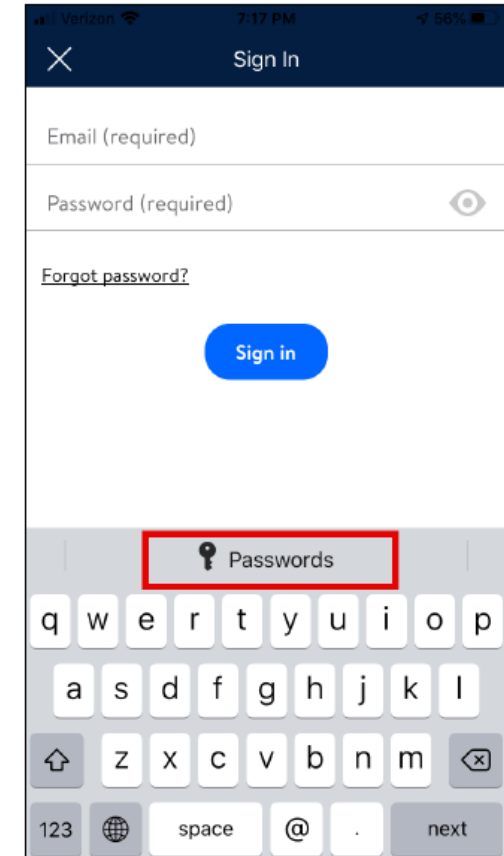 Verizon 7:17 PM 56%
Sign In
Email (required)
Password (required)
Forgot password?
Sign in
Passwords
q w e r t y u i o p
a s d f g h j k l
z x c v b n m
123 space @ . next